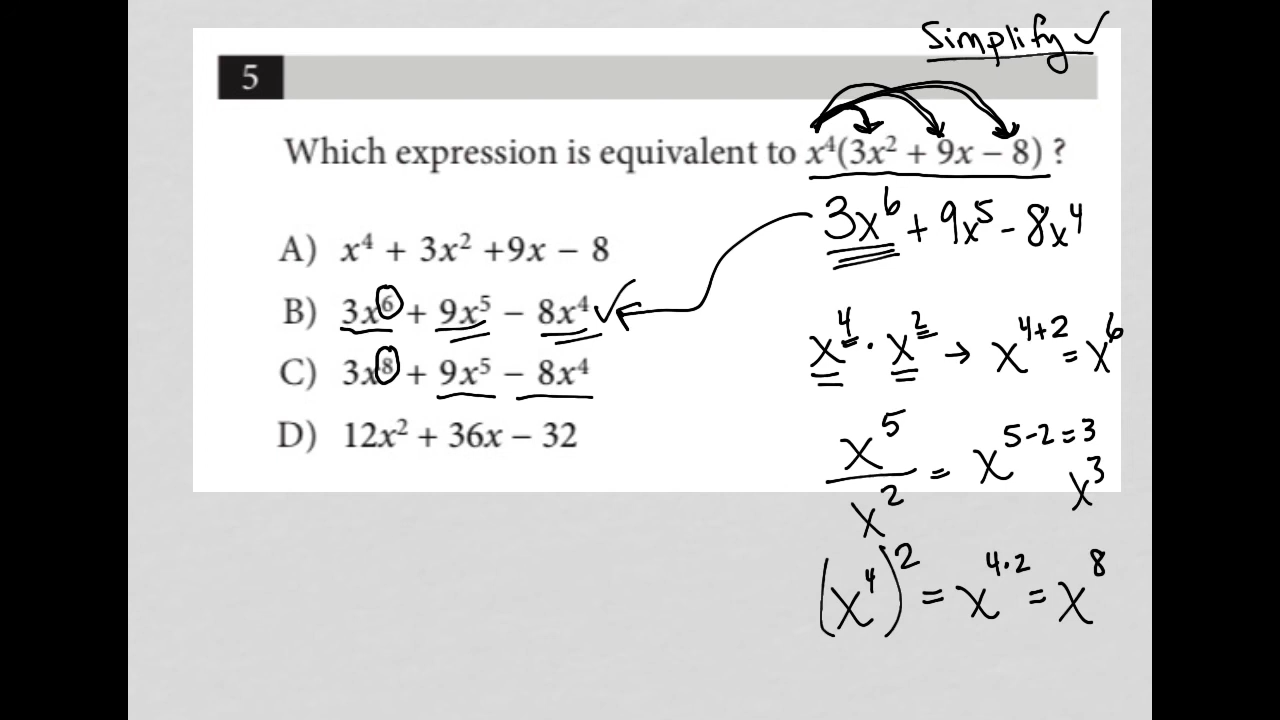 Simplify ✓
5
Which expression is equivalent to x⁴(3x² + 9x – 8) ?
3x⁶ + 9x⁵ - 8x⁴
A) x⁴ + 3x² +9x – 8
B) 3x⁶ + 9x⁵ – 8x⁴ ✓
C) 3x⁸ + 9x⁵ – 8x⁴
D) 12x² + 36x – 32
x⁴ · x² → x⁴⁺² = x⁶
x⁵/x² = x⁵⁻²⁼³
x³
(x⁴)² = x⁴·² = x⁸